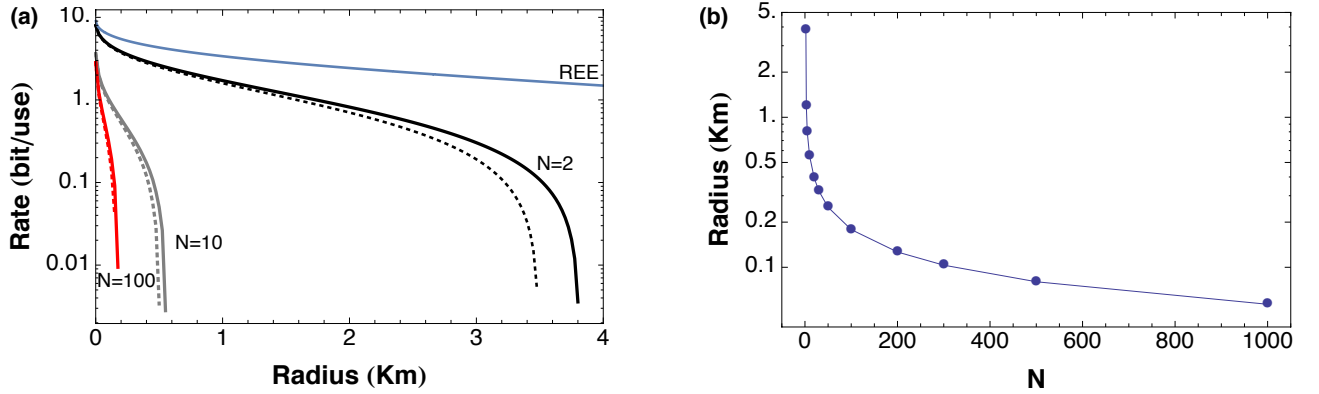 (a)
10.
1.
0.1
0.01
Rate (bit/use)
REE
N=2
N=10
N=100
0 1 2 3 4
Radius (Km)
(b)
5.
2.
1.
0.5
0.2
0.1
Radius (Km)
0 200 400 600 800 1000
N